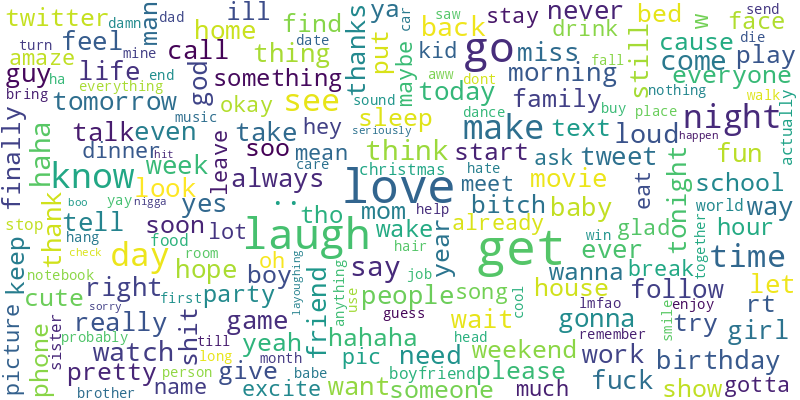 twitter damn dad man ill find ya stay never bed w face send
turn mine home thanks put car saw back drink cause die
amaze feel call thing maybe kid go miss still come play
guy ha end god something aww dont morning everyone
bring life okay see sound today fall nothing walk
everything date family buy place
tomorrow music hey sleep dance make text loud night actually
finally haha talk even take soo seriously think start ask tweet happen fun
dinner hit leave mean care christmas hate movie eat
know week look always love meet school
boo yay nigga yes tho mom help bitch baby tonight world way
thank tell soon lot .. wake already glad hour
stop hang food laugh hair year get win ever together time
check day room oh say job wanna break
notebook hope boy layoughing anything people song house follow let
keep cute right first party friend use guess cool lmfao smile enjoy rt
picture sorry really shit game hahaha wait gonna remember try girl
phone sister probably till yeah pic need head weekend work birthday
watch long month babe boyfriend please
pretty person give want someone much fuck show gotta
brother name excite